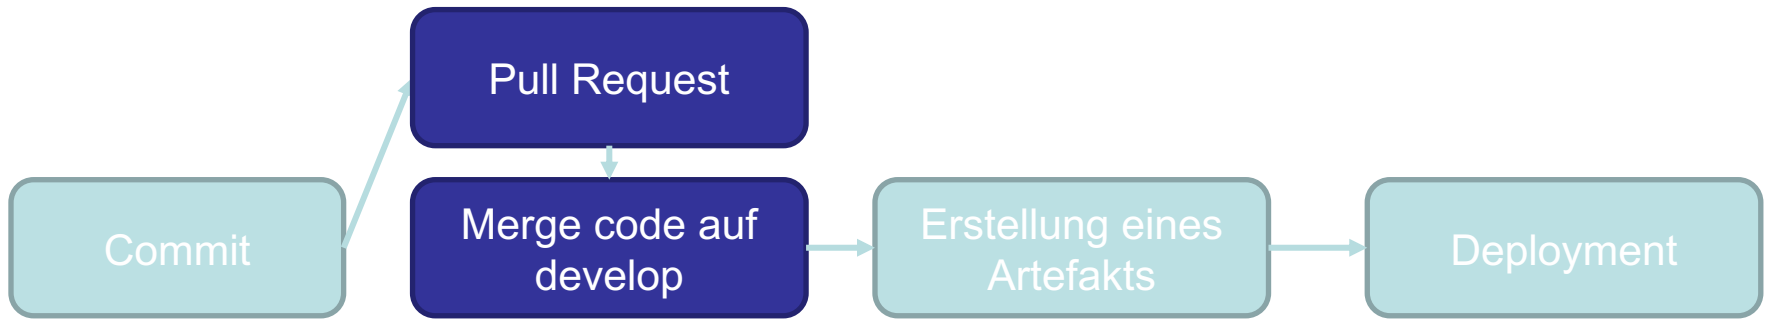 Pull Request
Commit
Merge code auf
develop
Erstellung eines
Artefakts
Deployment